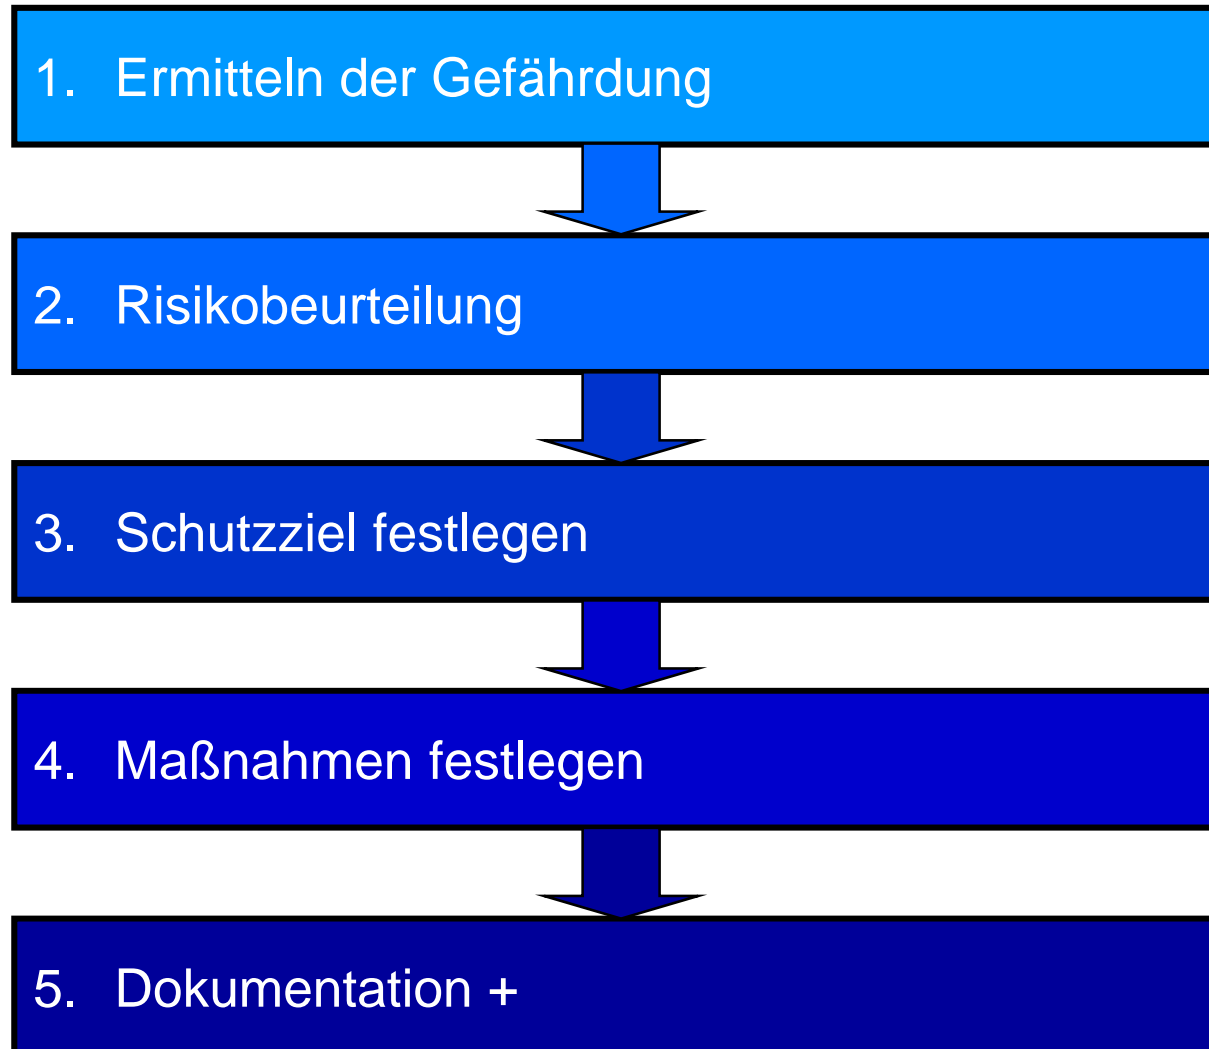 1. Ermitteln der Gefährdung
2. Risikobeurteilung
3. Schutzziel festlegen
4. Maßnahmen festlegen
5. Dokumentation +